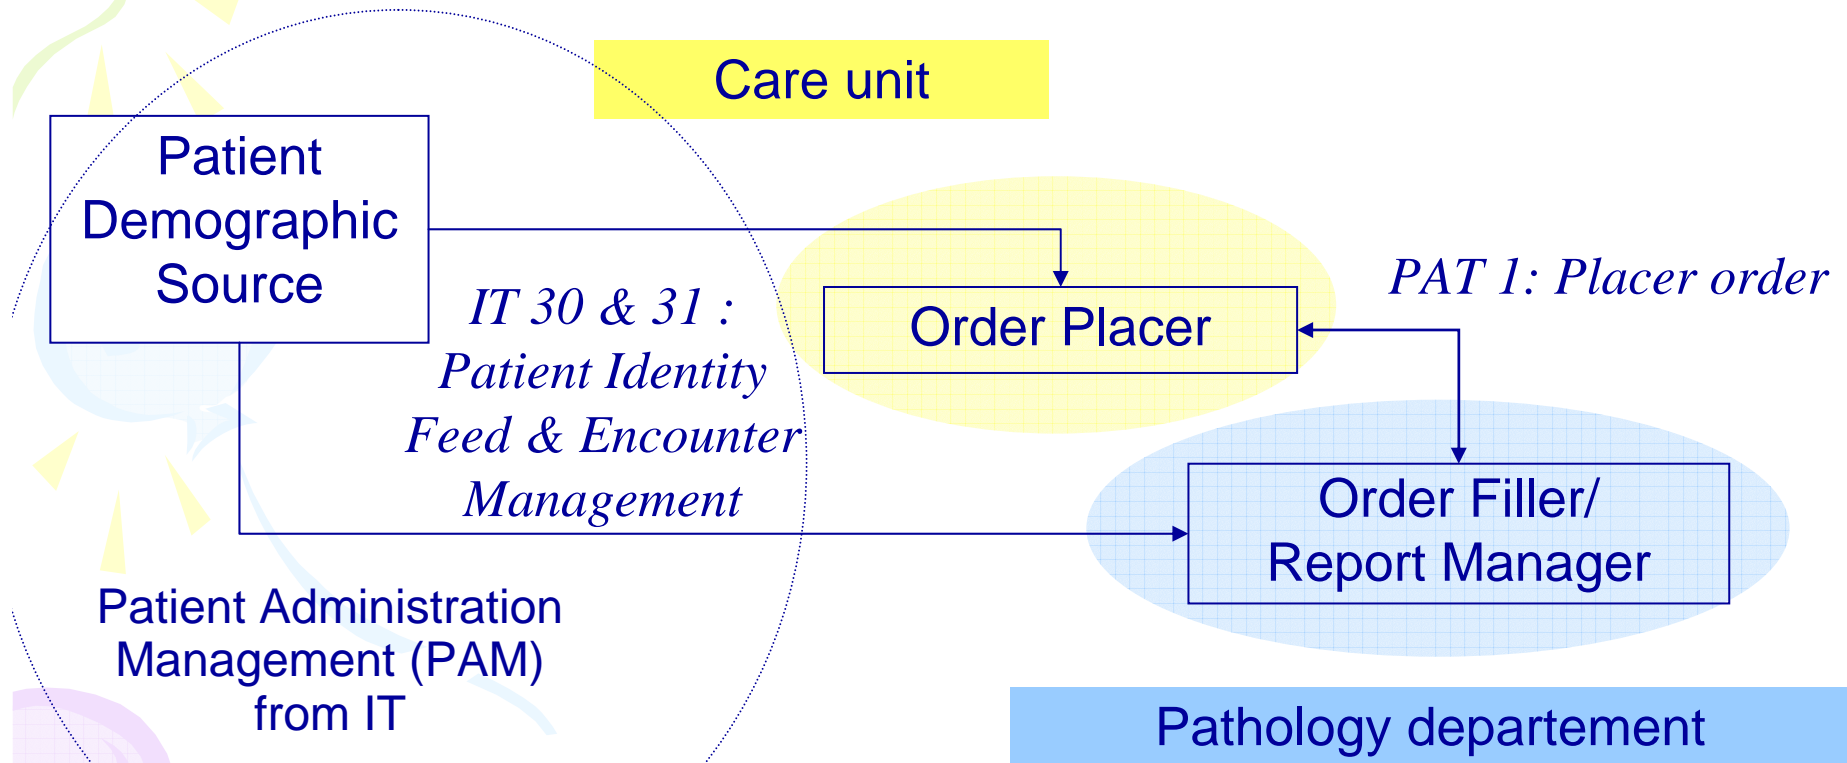 Care unit
Patient
Demographic
Source
IT 30 & 31 :
Patient Identity
Feed & Encounter
Management
Order Placer
PAT 1: Placer order
Order Filler/
Report Manager
Patient Administration
Management (PAM)
from IT
Pathology departement